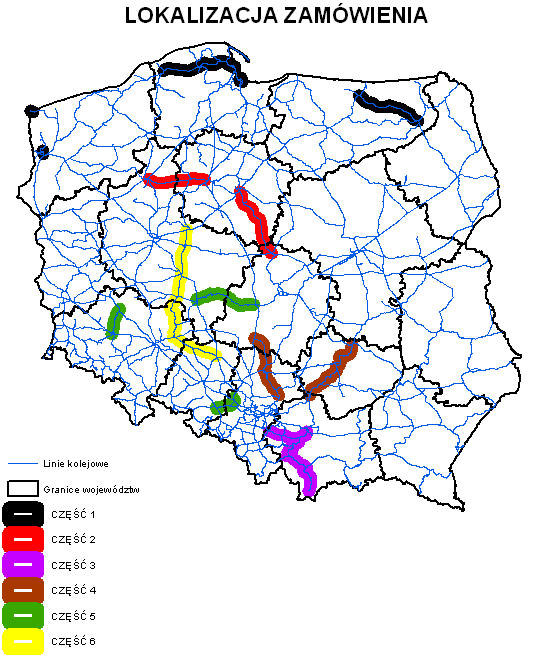 LOKALIZACJA ZAMÓWIENIA
Linie kolejowe
Granice województw
CZĘŚĆ 1
CZĘŚĆ 2
CZĘŚĆ 3
CZĘŚĆ 4
CZĘŚĆ 5
CZĘŚĆ 6